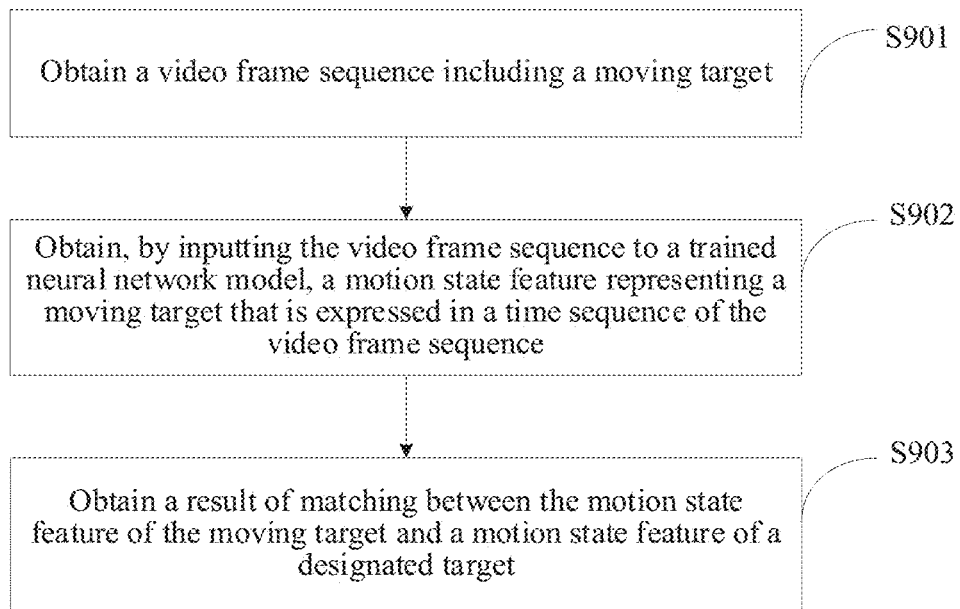 S901
Obtain a video frame sequence including a moving target
S902
Obtain, by inputting the video frame sequence to a trained
neural network model, a motion state feature representing a
moving target that is expressed in a time sequence of the
video frame sequence
S903
Obtain a result of matching between the motion state
feature of the moving target and a motion state feature of a
designated target